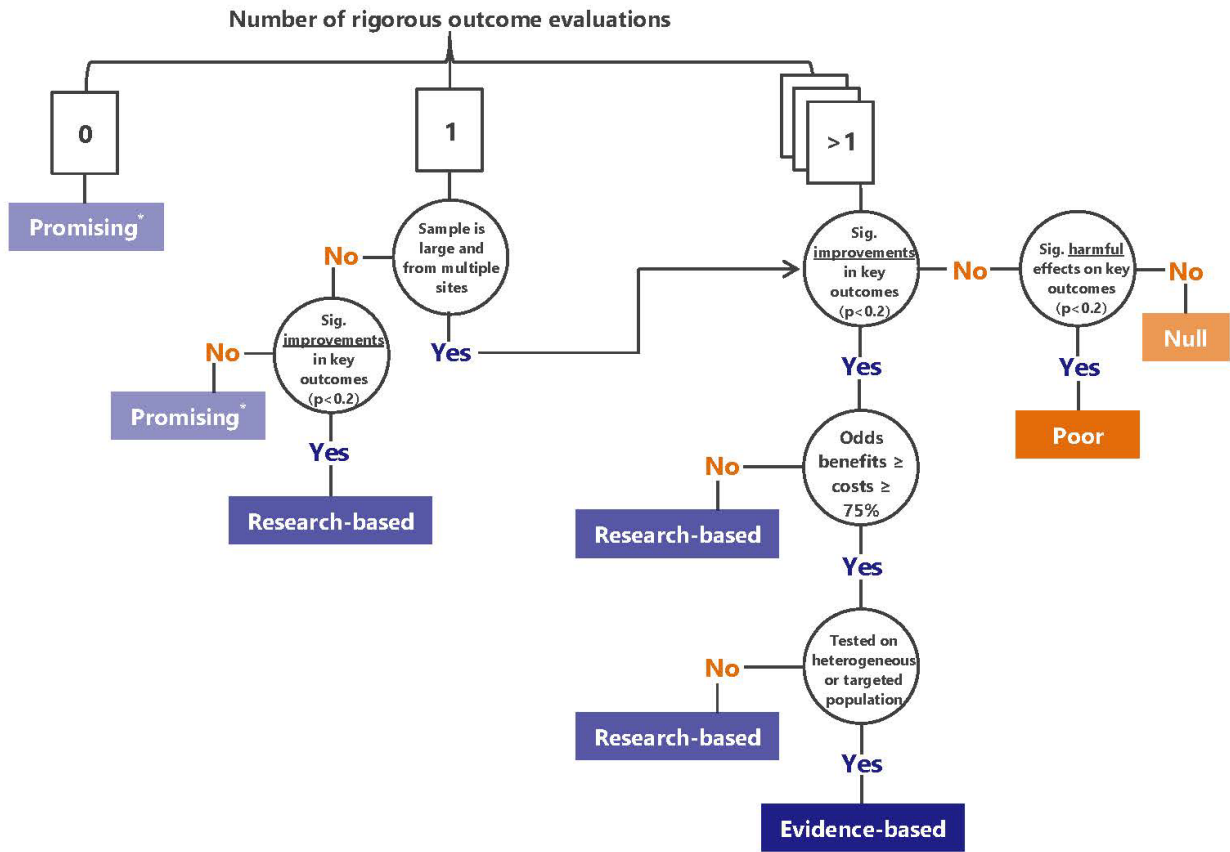 Number of rigorous outcome evaluations
0
1
>1
Promising*
Sample is
large and
from multiple
sites
No
Yes
Sig.
improvements
in key
outcomes
(p<0.2)
No
Promising*
Yes
Research-based
Sig.
improvements
in key
outcomes
(p<0.2)
No
Sig. harmful
effects on key
outcomes
(p<0.2)
No
Null
Yes
Poor
Yes
Odds
benefits ≥
costs ≥
75%
No
Research-based
Yes
Tested on
heterogeneous
or targeted
population
No
Research-based
Yes
Evidence-based